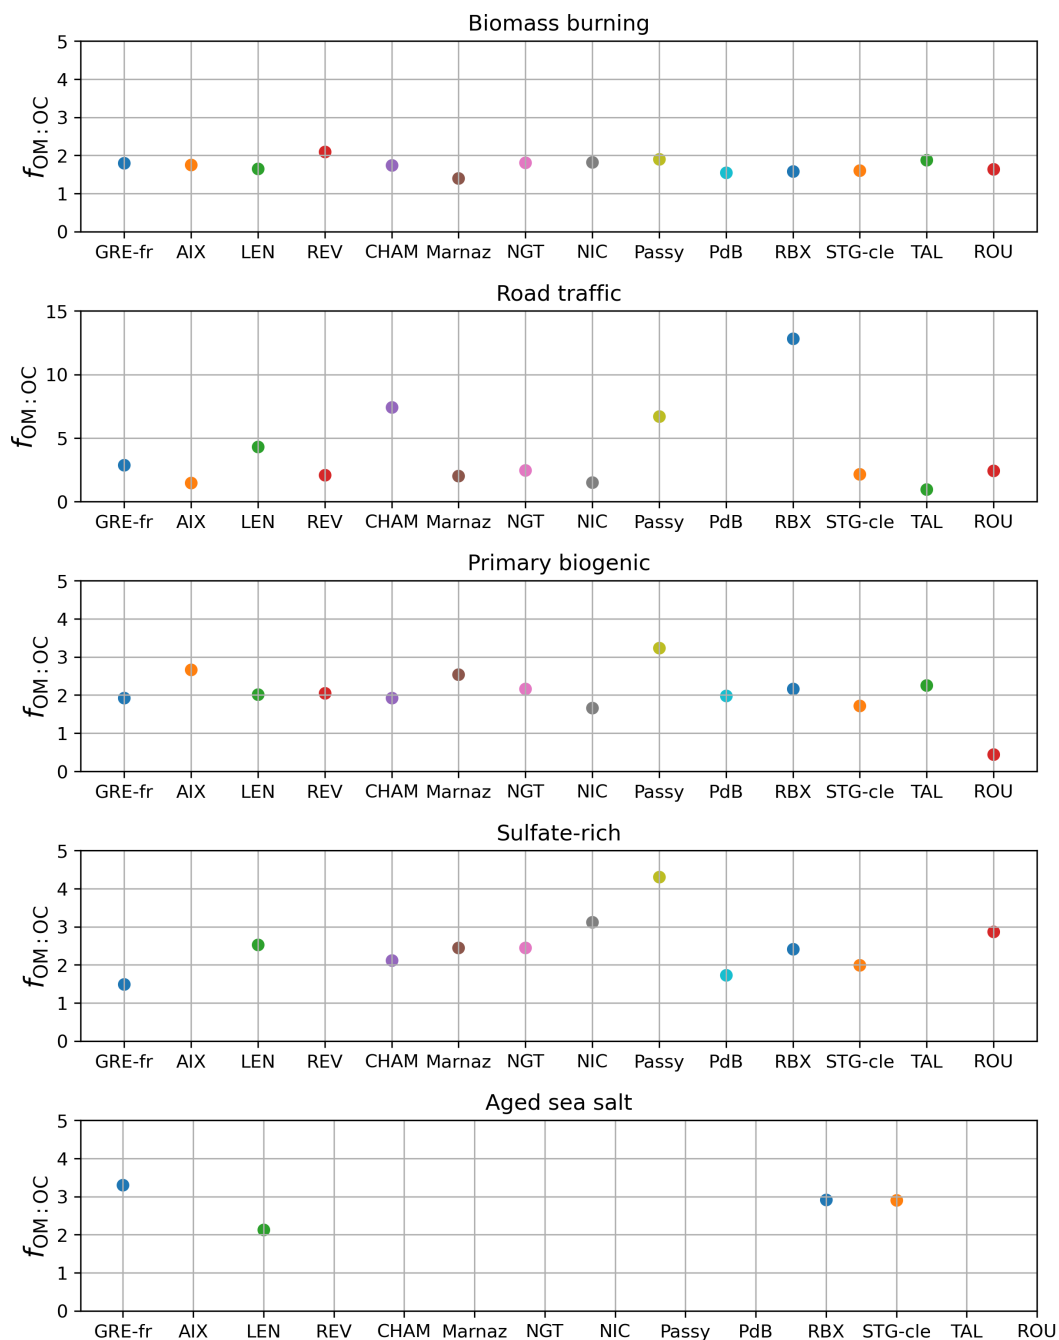 Biomass burning
5
4
3
2
1
0
f OM : OC
GRE-fr AIX LEN REV CHAM Marnaz NGT NIC Passy PdB RBX STG-cle TAL ROU
Road traffic
15
10
5
0
f OM : OC
GRE-fr AIX LEN REV CHAM Marnaz NGT NIC Passy PdB RBX STG-cle TAL ROU
Primary biogenic
5
4
3
2
1
0
f OM : OC
GRE-fr AIX LEN REV CHAM Marnaz NGT NIC Passy PdB RBX STG-cle TAL ROU
Sulfate-rich
5
4
3
2
1
0
f OM : OC
GRE-fr AIX LEN REV CHAM Marnaz NGT NIC Passy PdB RBX STG-cle TAL ROU
Aged sea salt
5
4
3
2
1
0
f OM : OC
GRE-fr AIX LEN REV CHAM Marnaz NGT NIC Passy PdB RBX STG-cle TAL ROU